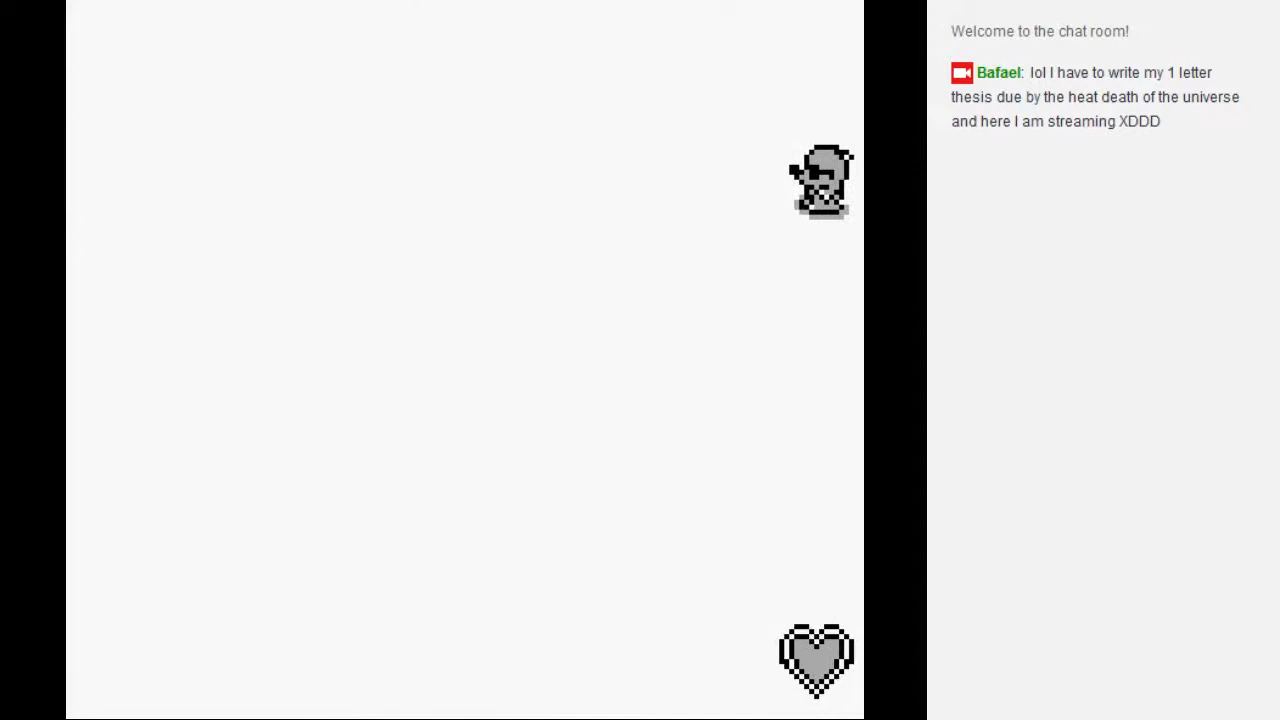 Welcome to the chat room!
Bafael: lol I have to write my 1 letter
thesis due by the heat death of the universe
and here I am streaming XDDD